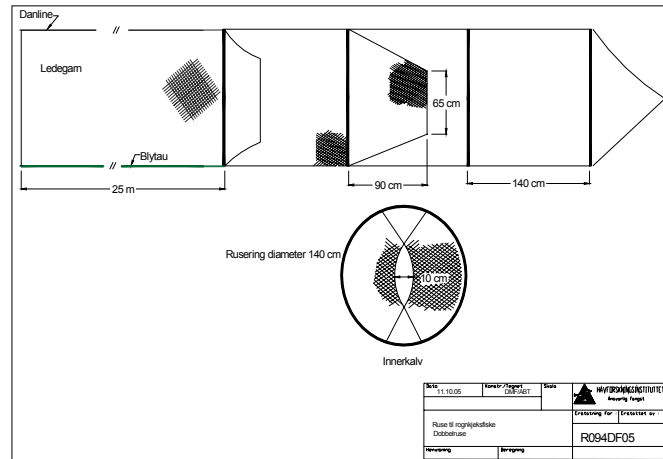 Danline
Ledegarn
Blytau
25 m
65 cm
90 cm
140 cm
Rusering diameter 140 cm
10 cm
Innerkalv
Dato
11.10.05
Konstr./Tegnet
DMF/ABT
Skala
HAVFORSKNINGSINSTITUTTET
Ansvarlig fangst
Erstatning for :
Erstattet av :
Ruse til rognkjeksfiske
Dobbelruse
R094DF05
Henvisning
Beregning